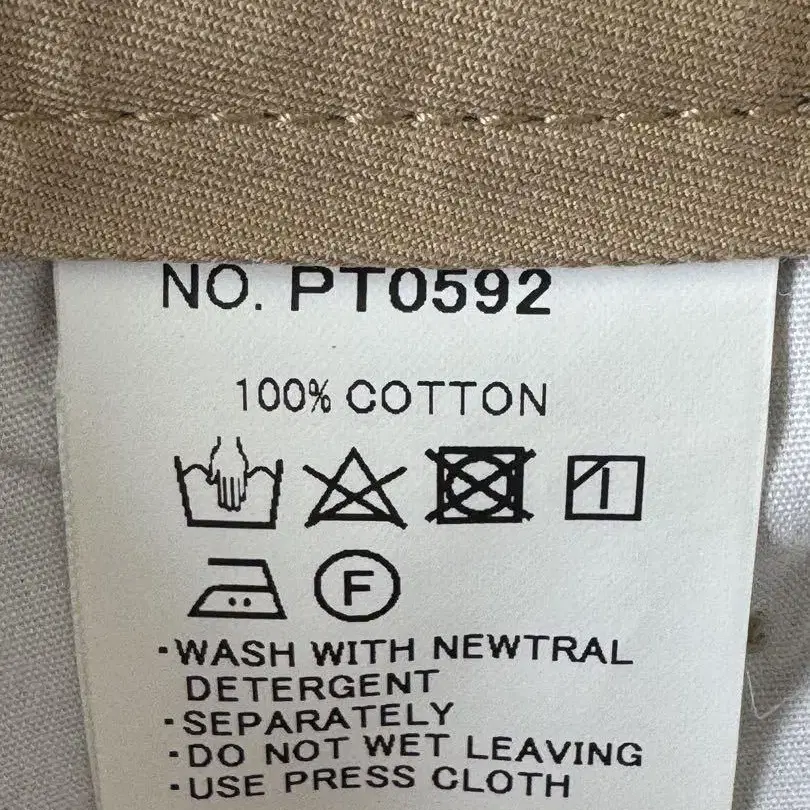 NO. PT0592
100% COTTON
F
·WASH WITH NEWTRAL
DETERGENT
·SEPARATELY
·DO NOT WET LEAVING
·USE PRESS CLOTH